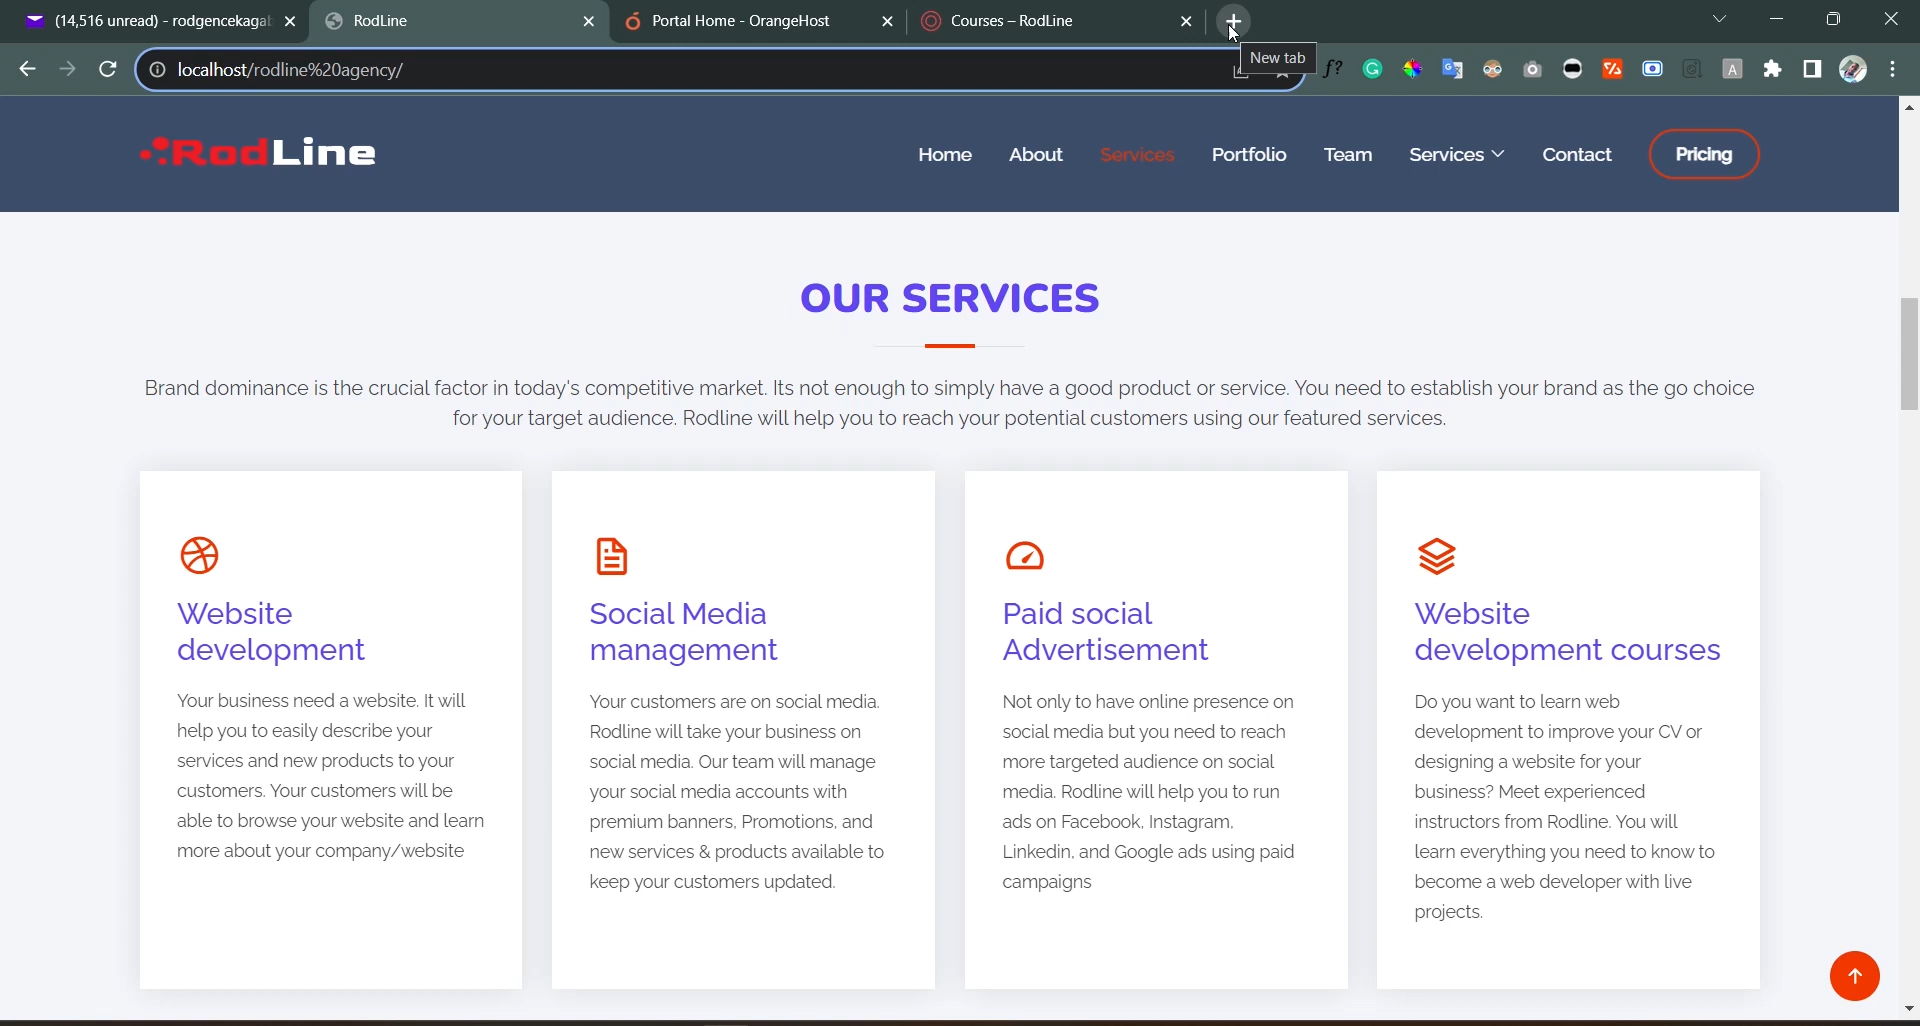 (14,516 unread) - rodgencekagab
RodLine
Portal Home - OrangeHost
Courses – RodLine
New tab
localhost/rodline%20agency/
RodLine
Home
About
Services
Portfolio
Team
Services
Contact
Pricing
OUR SERVICES
Brand dominance is the crucial factor in today's competitive market. Its not enough to simply have a good product or service. You need to establish your brand as the go choice
for your target audience. Rodline will help you to reach your potential customers using our featured services.
Website
development
Your business need a website. It will
help you to easily describe your
services and new products to your
customers. Your customers will be
able to browse your website and learn
more about your company/website
Social Media
management
Your customers are on social media.
Rodline will take your business on
social media. Our team will manage
your social media accounts with
premium banners, Promotions, and
new services & products available to
keep your customers updated.
Paid social
Advertisement
Not only to have online presence on
social media but you need to reach
more targeted audience on social
media. Rodline will help you to run
ads on Facebook, Instagram,
Linkedin, and Google ads using paid
campaigns
Website
development courses
Do you want to learn web
development to improve your CV or
designing a website for your
business? Meet experienced
instructors from Rodline. You will
learn everything you need to know to
become a web developer with live
projects.